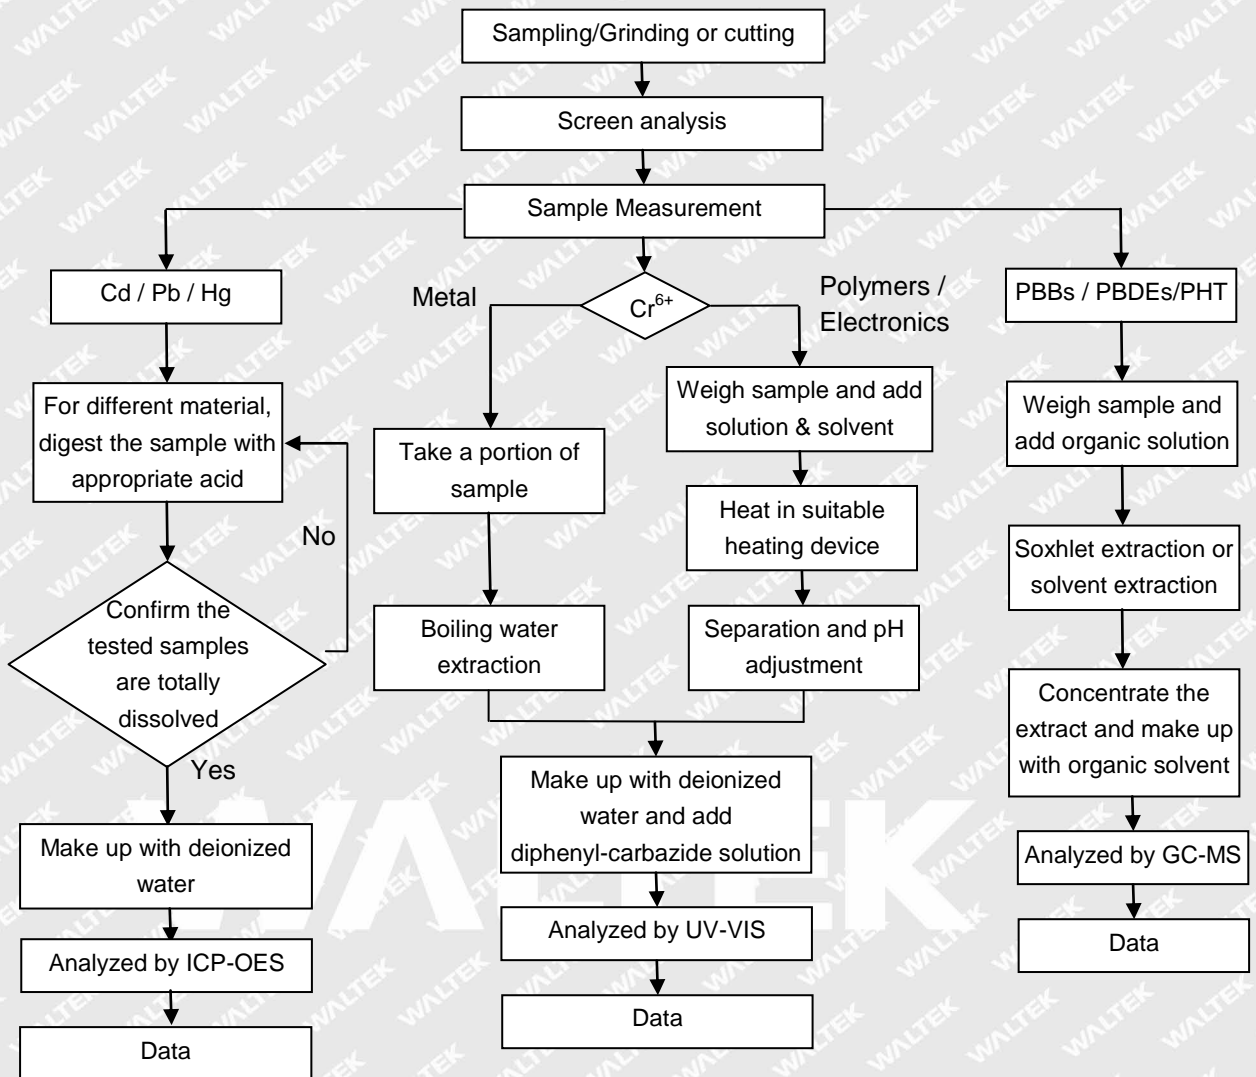 Sampling/Grinding or cutting
Screen analysis
Sample Measurement
Cd / Pb / Hg
For different material,
digest the sample with
appropriate acid
No
Confirm the
tested samples
are totally
dissolved
Yes
Make up with deionized
water
Analyzed by ICP-OES
Data
Cr6+
Metal
Take a portion of
sample
Boiling water
extraction
Polymers /
Electronics
Weigh sample and add
solution & solvent
Heat in suitable
heating device
Separation and pH
adjustment
Make up with deionized
water and add
diphenyl-carbazide solution
Analyzed by UV-VIS
Data
PBBs / PBDEs/PHT
Weigh sample and
add organic solution
Soxhlet extraction or
solvent extraction
Concentrate the
extract and make up
with organic solvent
Analyzed by GC-MS
Data
WALTEK